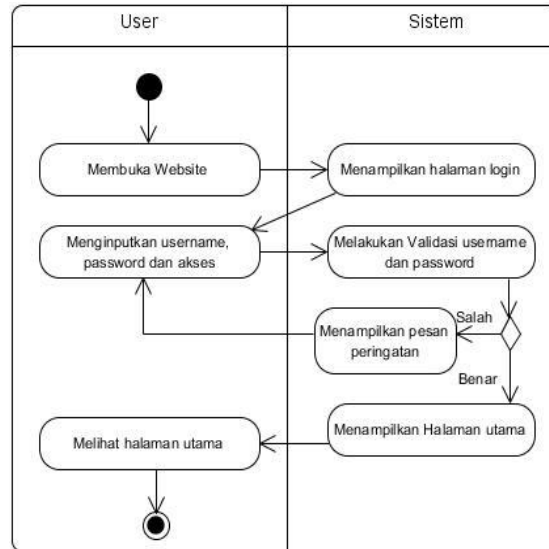 User
Sistem
Membuka Website
Menampilkan halaman login
Menginputkan username,
password dan akses
Melakukan Validasi username
dan password
Salah
Menampilkan pesan
peringatan
Benar
Menampilkan Halaman utama
Melihat halaman utama